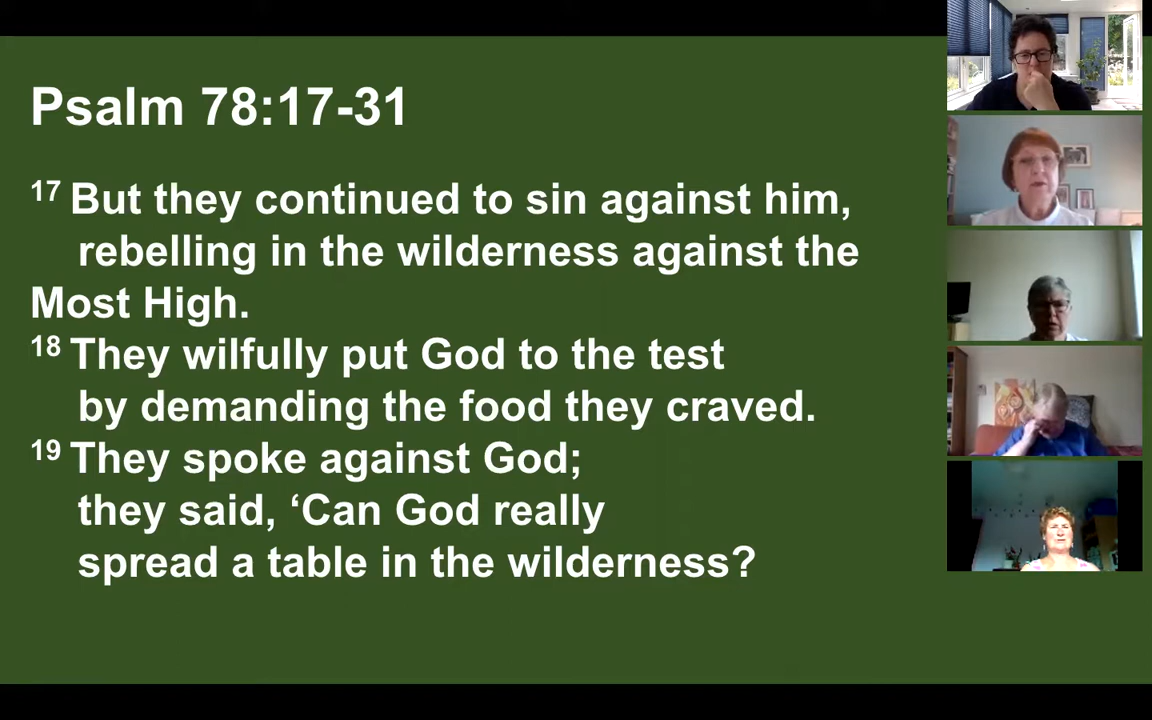 Psalm 78:17-31
17 But they continued to sin against him,
rebelling in the wilderness against the
Most High.
18 They wilfully put God to the test
by demanding the food they craved.
19 They spoke against God;
they said, ‘Can God really
spread a table in the wilderness?